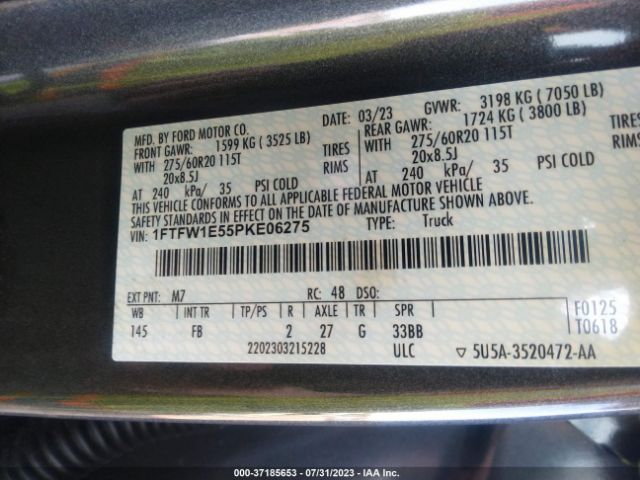 MFD. BY FORD MOTOR CO.
DATE: 03/23 GVWR: 3198 KG ( 7050 LB)
FRONT GAWR: 1599 KG ( 3525 LB)
REAR GAWR: 1724 KG ( 3800 LB)
WITH 275/60R20 115T TIRES
WITH 275/60R20 115T TIRES
20x8.5J RIMS
20x8.5J RIMS
AT 240 kPa/ 35 PSI COLD
AT 240 kPa/ 35 PSI COLD
THIS VEHICLE CONFORMS TO ALL APPLICABLE FEDERAL MOTOR VEHICLE
SAFETY STANDARDS IN EFFECT ON THE DATE OF MANUFACTURE SHOWN ABOVE.
VIN: 1FTFW1E55PKE06275 TYPE: Truck
EXT PNT: M7 RC: 48 DSO:
WB INT TR TP/PS R AXLE TR SPR
145 FB 2 27 G 33BB
F0125
T0618
2202303215228 ULC ▽ 5U5A-3520472-AA
000-37185653 - 07/31/2023 - IAA Inc.